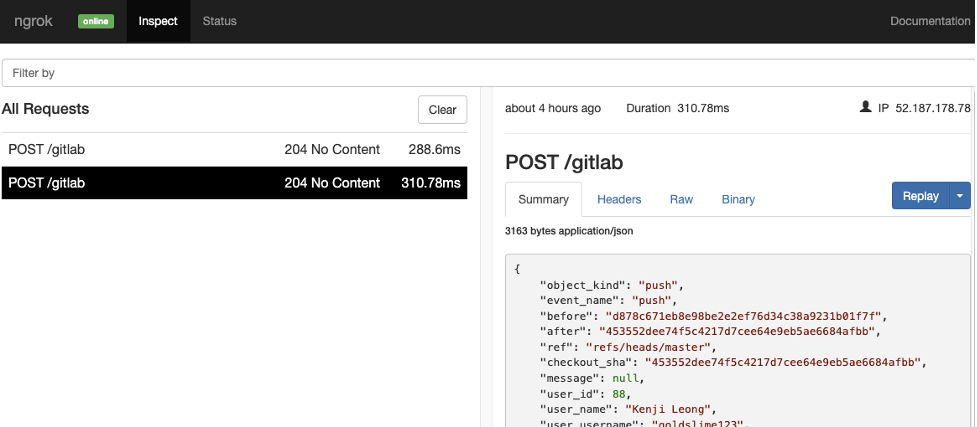 ngrok online Inspect Status Documentation
Filter by
All Requests Clear
POST /gitlab 204 No Content 288.6ms
POST /gitlab 204 No Content 310.78ms
about 4 hours ago Duration 310.78ms IP 52.187.178.78
POST /gitlab
Summary Headers Raw Binary Replay
3163 bytes application/json
{
"object_kind": "push",
"event_name": "push",
"before": "d878c671eb8e98be2e2ef76d34c38a9231b01f7f",
"after": "453552dee74f5c4217d7cee64e9eb5ae6684afbb",
"ref": "refs/heads/master",
"checkout_sha": "453552dee74f5c4217d7cee64e9eb5ae6684afbb",
"message": null,
"user_id": 88,
"user_name": "Kenji Leong",
"user_username": "goldslime123",